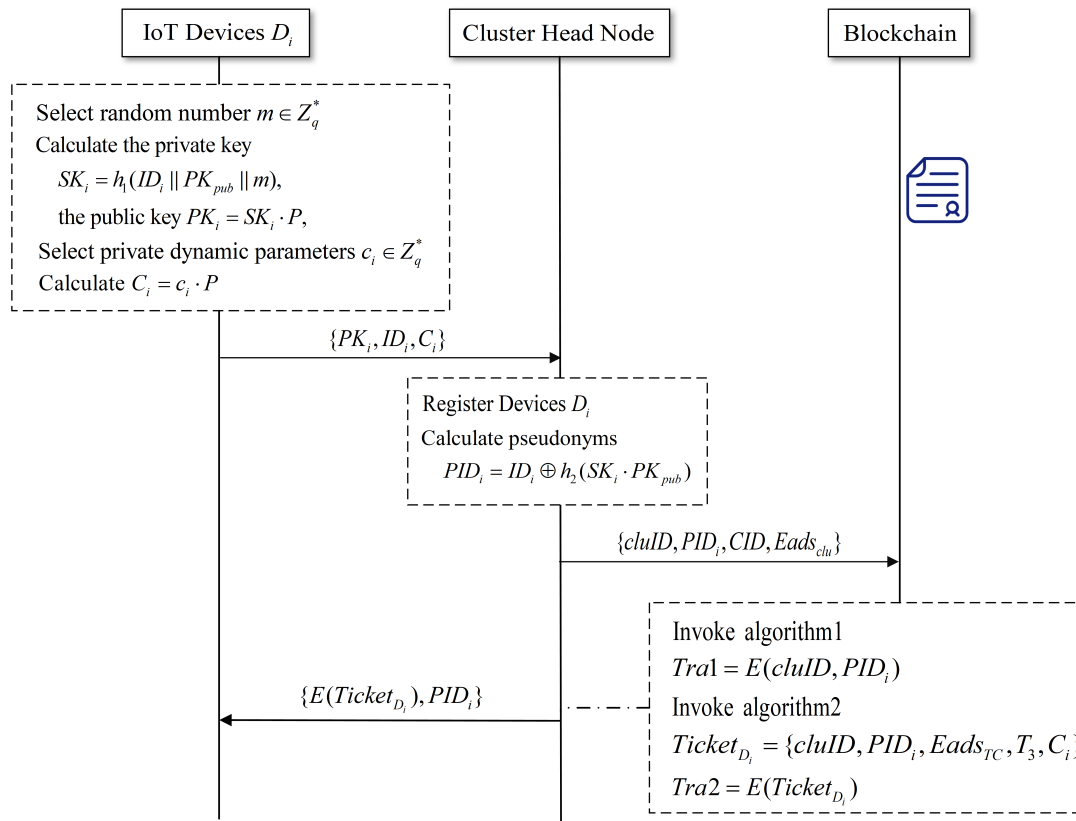 IoT Devices D_i
Cluster Head Node
Blockchain
Select random number m ∈ Z_q^*
Calculate the private key
SK_i = h_1(ID_i || PK_pub || m),
the public key PK_i = SK_i · P,
Select private dynamic parameters c_i ∈ Z_q^*
Calculate C_i = c_i · P
{PK_i, ID_i, C_i}
Register Devices D_i
Calculate pseudonyms
PID_i = ID_i ⊕ h_2(SK_i · PK_pub)
{cluID, PID_i, CID, Eads_clu}
Invoke algorithm1
Tra1 = E(cluID, PID_i)
{E(Ticket_{D_i}), PID_i}
Invoke algorithm2
Ticket_{D_i} = {cluID, PID_i, Eads_TC, T_3, C_i}
Tra2 = E(Ticket_{D_i})